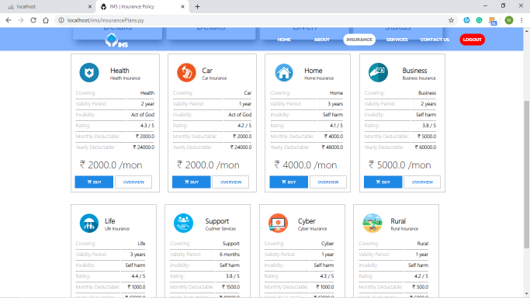 localhost
IMS | Insurance Policy
localhost/ims/insurancePlans.py
Details
Details
Given
Status
IMS
HOME
ABOUT
INSURANCE
SERVICES
CONTACT US
LOGOUT
Health
Health Insurance
Covering: Health
Validity Period: 2 year
Invalidity: Act of God
Rating: 4.3 / 5
Monthly Deductable: ₹ 2000.0
Yearly Deductable: ₹ 24000.0
₹ 2000.0 /mon
BUY
OVERVIEW
Car
Car Insurance
Covering: Car
Validity Period: 1 year
Invalidity: Act of God
Rating: 4.2 / 5
Monthly Deductable: ₹ 2000.0
Yearly Deductable: ₹ 24000.0
₹ 2000.0 /mon
BUY
OVERVIEW
Home
Home Insurance
Covering: Home
Validity Period: 3 years
Invalidity: Self harm
Rating: 4.1 / 5
Monthly Deductable: ₹ 4000.0
Yearly Deductable: ₹ 48000.0
₹ 4000.0 /mon
BUY
OVERVIEW
Business
Business Insurance
Covering: Business
Validity Period: 2 years
Invalidity: Self harm
Rating: 3.8 / 5
Monthly Deductable: ₹ 5000.0
Yearly Deductable: ₹ 60000.0
₹ 5000.0 /mon
BUY
OVERVIEW
Life
Life Insurance
Covering: Life
Validity Period: 3 years
Invalidity: Self harm
Rating: 4.4 / 5
Monthly Deductable: ₹ 1000.0
Support
Customer Services
Covering: Support
Validity Period: 6 months
Invalidity: Self harm
Rating: 3.8 / 5
Monthly Deductable: ₹ 1500.0
Cyber
Cyber Insurance
Covering: Cyber
Validity Period: 1 year
Invalidity: Self harm
Rating: 4.3 / 5
Monthly Deductable: ₹ 1000.0
Rural
Rural Insurance
Covering: Rural
Validity Period: 1 year
Invalidity: Self harm
Rating: 4.2 / 5
Monthly Deductable: ₹ 500.0